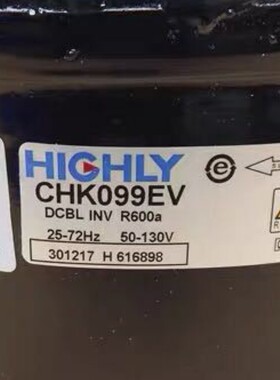 HIGHLY
CHK099EV
DCBL INV R600a
25-72Hz 50-130V
301217 H 616898
e